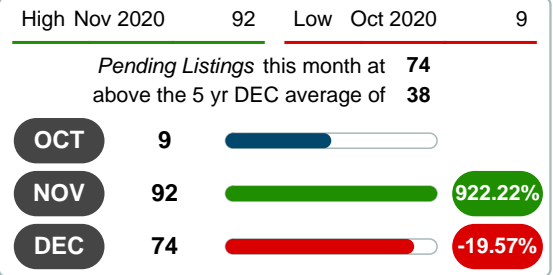 High Nov 2020 92 Low Oct 2020 9
Pending Listings this month at 74
above the 5 yr DEC average of 38
OCT 9
NOV 92 922.22%
DEC 74 -19.57%